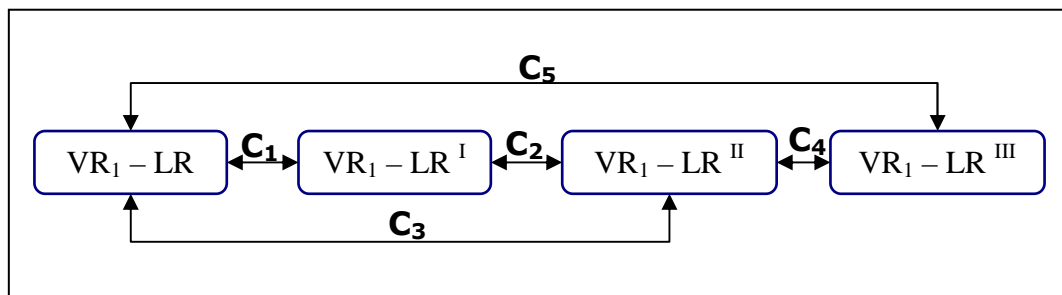 C₅
VR₁ – LR
C₁
VR₁ – LR ᴵ
C₂
VR₁ – LR ᴵᴵ
C₄
VR₁ – LR ᴵᴵᴵ
C₃